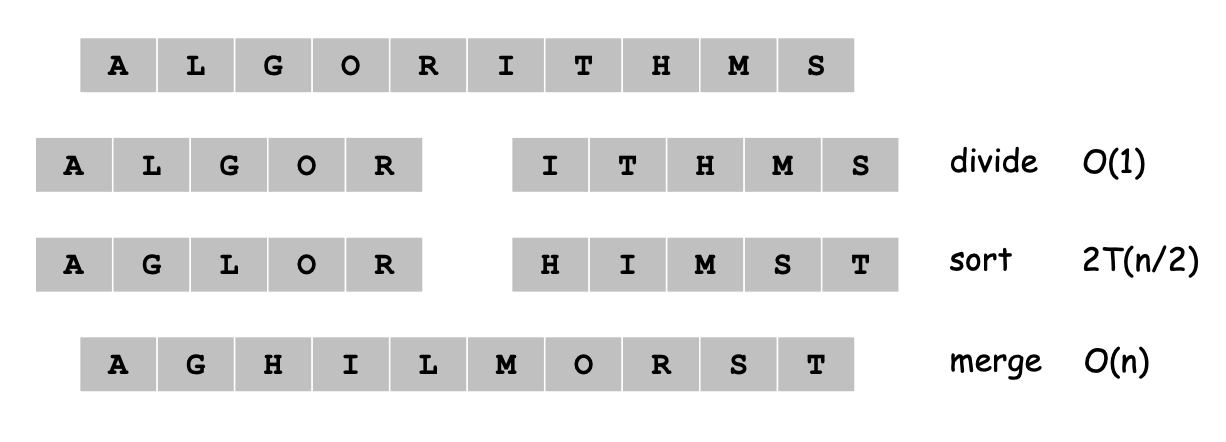 A L G O R I T H M S
A L G O R I T H M S divide O(1)
A G L O R H I M S T sort 2T(n/2)
A G H I L M O R S T merge O(n)